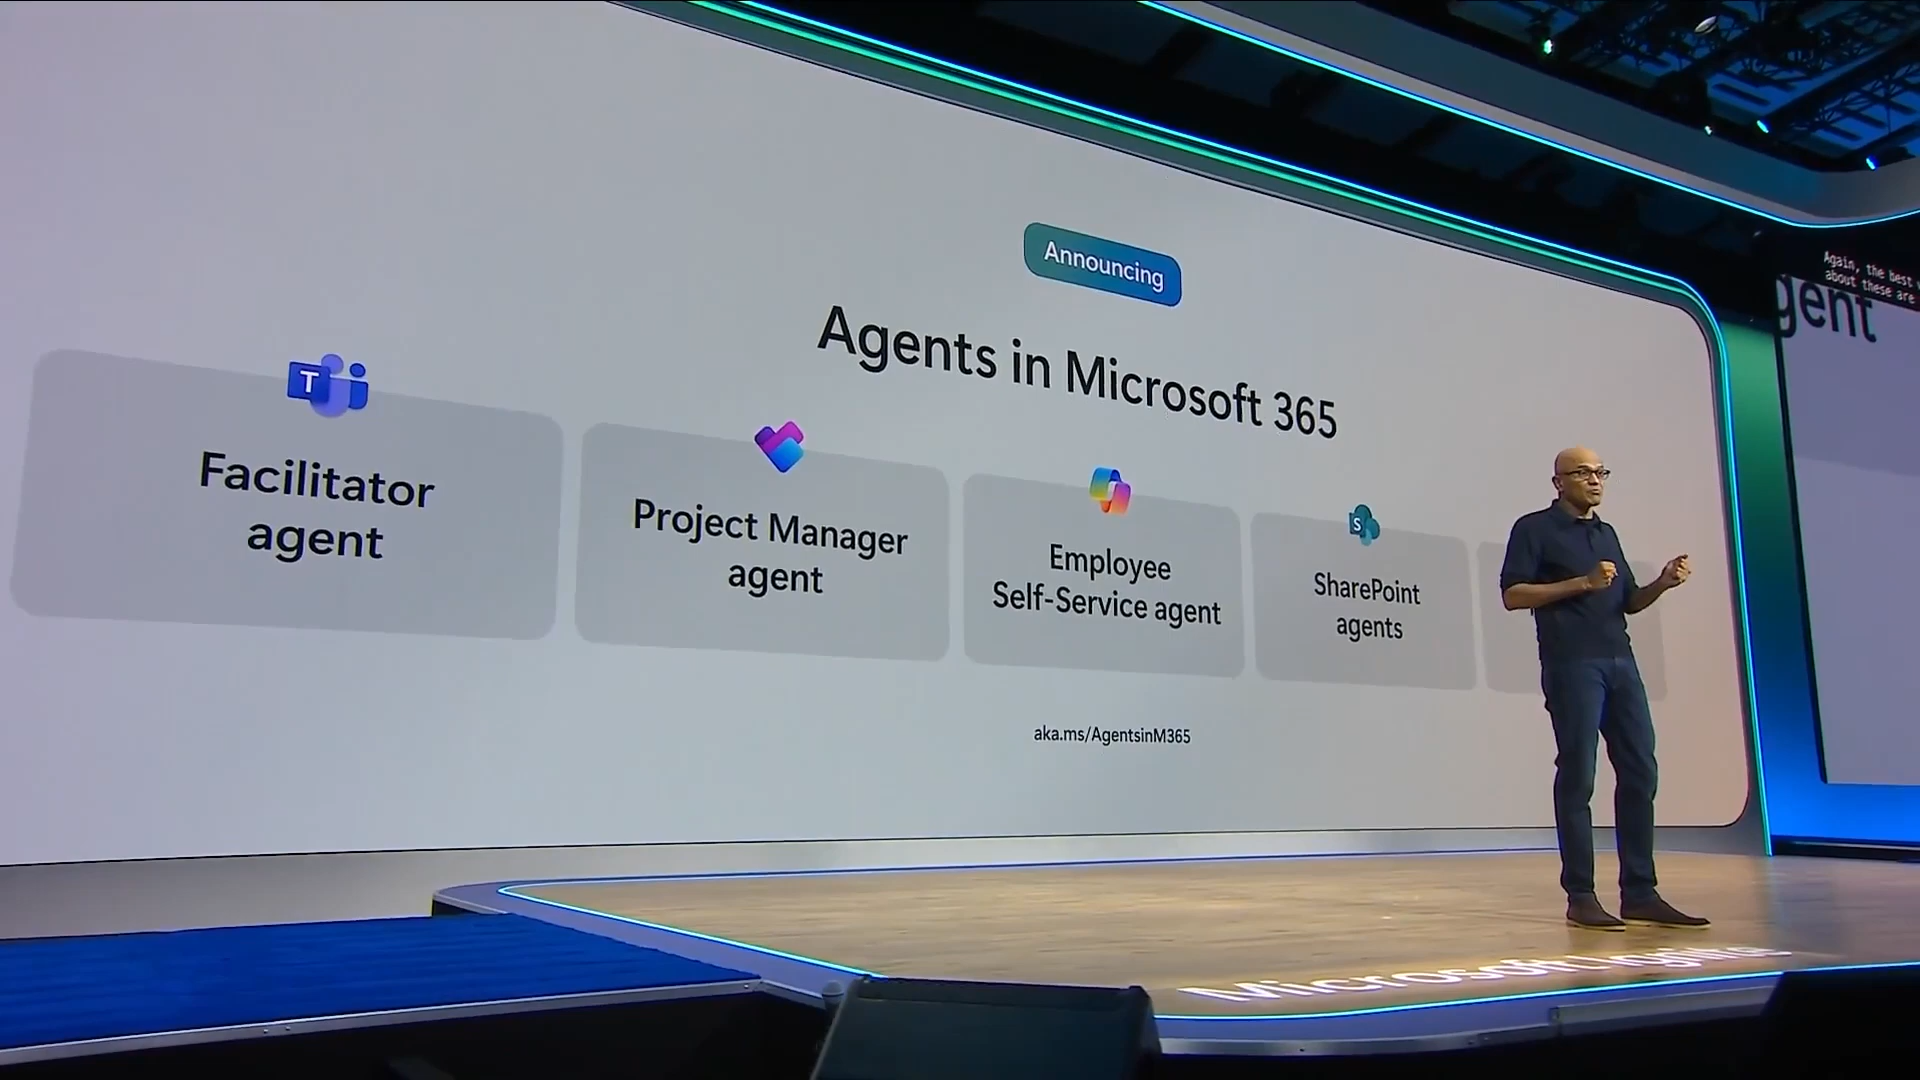 Announcing
Agents in Microsoft 365
T
Facilitator
agent
Project Manager
agent
Employee
Self-Service agent
S
SharePoint
agents
aka.ms/AgentsinM365
Again, the best
about these are
gent
Microsoft Ignite